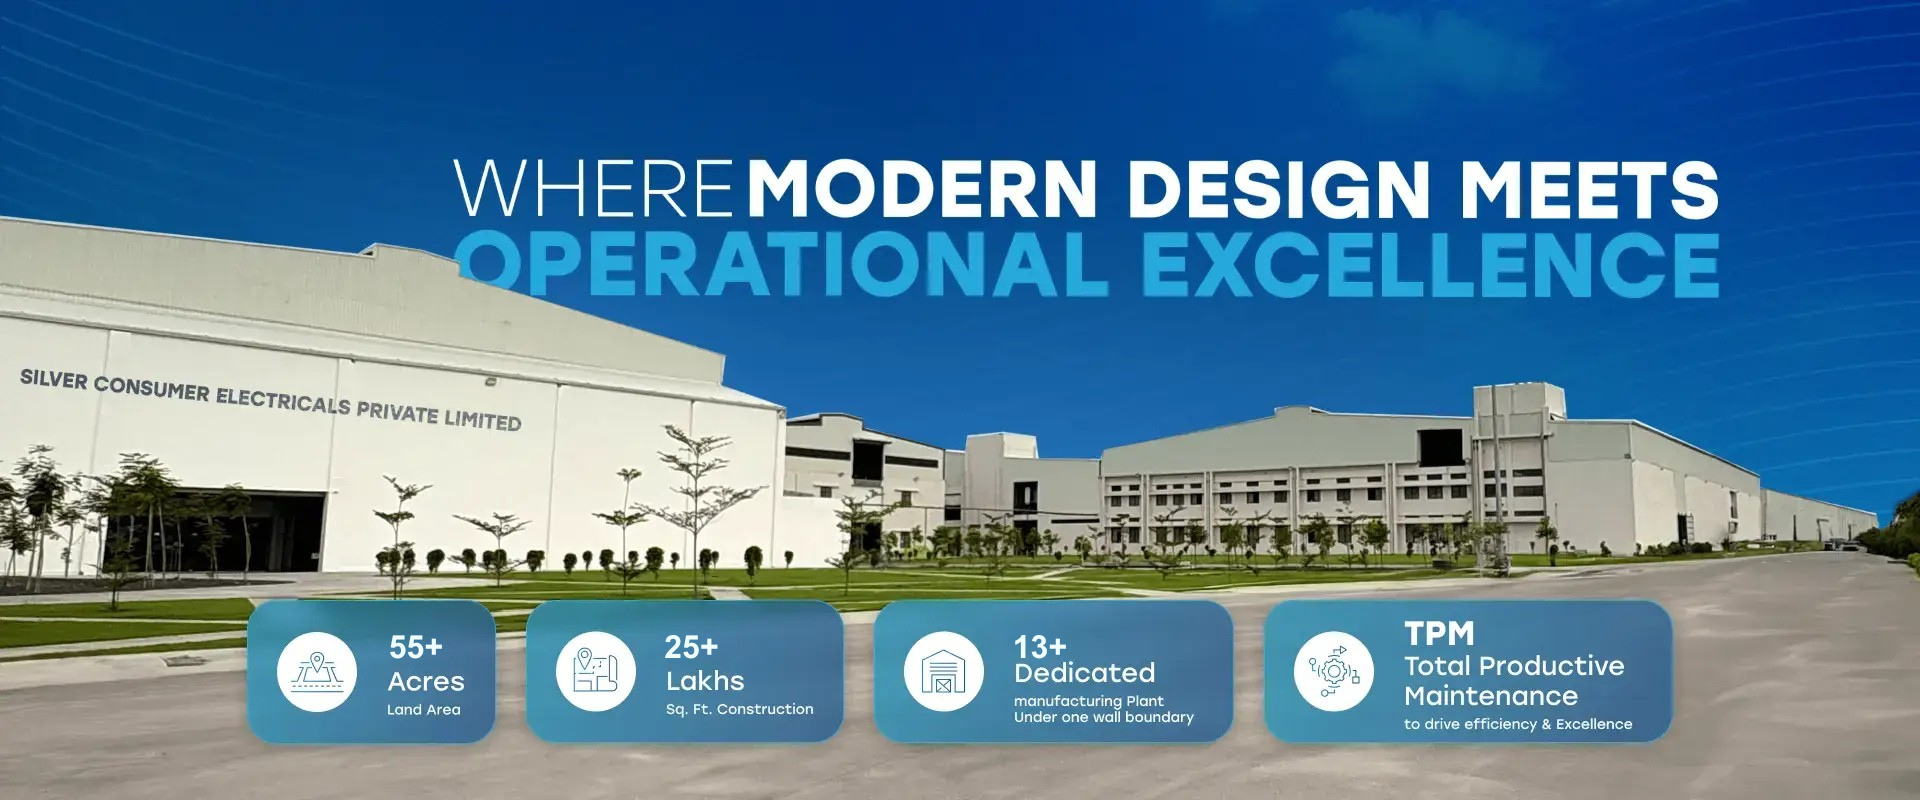 WHERE MODERN DESIGN MEETS
OPERATIONAL EXCELLENCE
SILVER CONSUMER ELECTRICALS PRIVATE LIMITED
55+
Acres
Land Area
25+
Lakhs
Sq. Ft. Construction
13+
Dedicated
manufacturing Plant
Under one wall boundary
TPM
Total Productive
Maintenance
to drive efficiency & Excellence